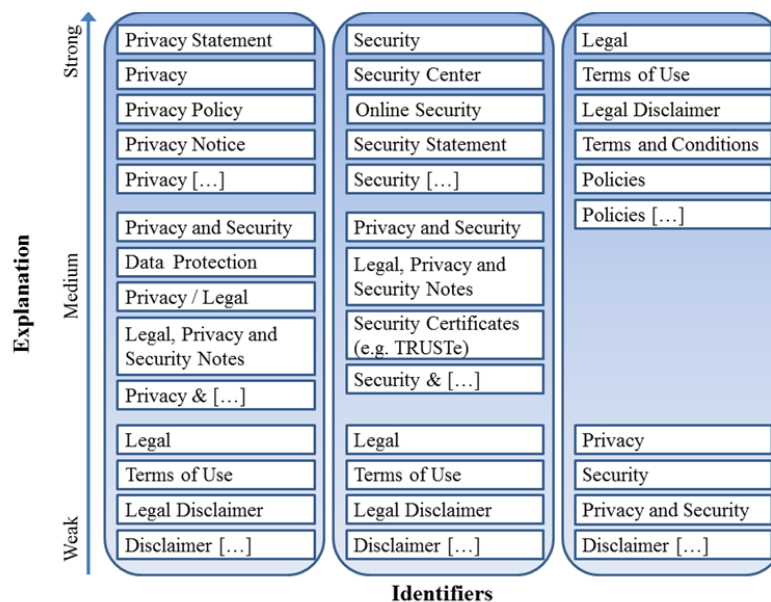 Explanation
Strong
Medium
Weak
Privacy Statement
Privacy
Privacy Policy
Privacy Notice
Privacy […]
Privacy and Security
Data Protection
Privacy / Legal
Legal, Privacy and
Security Notes
Privacy & […]
Legal
Terms of Use
Legal Disclaimer
Disclaimer […]
Security
Security Center
Online Security
Security Statement
Security […]
Privacy and Security
Legal, Privacy and
Security Notes
Security Certificates
(e.g. TRUSTe)
Security & […]
Legal
Terms of Use
Legal Disclaimer
Disclaimer […]
Legal
Terms of Use
Legal Disclaimer
Terms and Conditions
Policies
Policies […]
Privacy
Security
Privacy and Security
Disclaimer […]
Identifiers